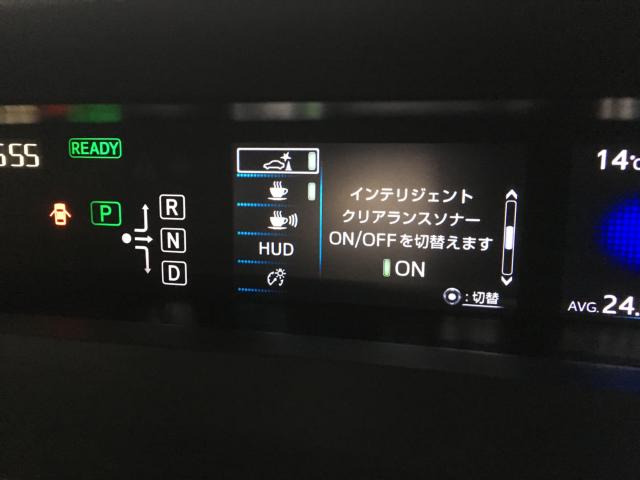 655
READY
P
R
N
D
HUD
インテリジェント
クリアランスソナー
ON/OFFを切替えます
ON
:切替
14℃
AVG.24.